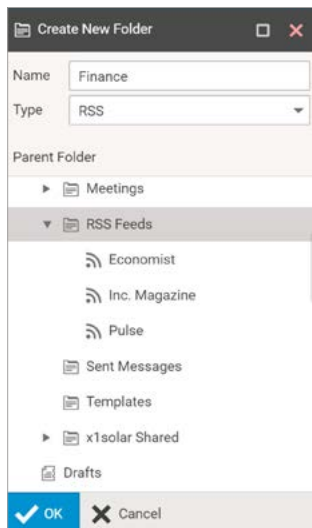 Create New Folder
Name Finance
Type RSS
Parent Folder
Meetings
RSS Feeds
Economist
Inc. Magazine
Pulse
Sent Messages
Templates
x1solar Shared
Drafts
OK Cancel